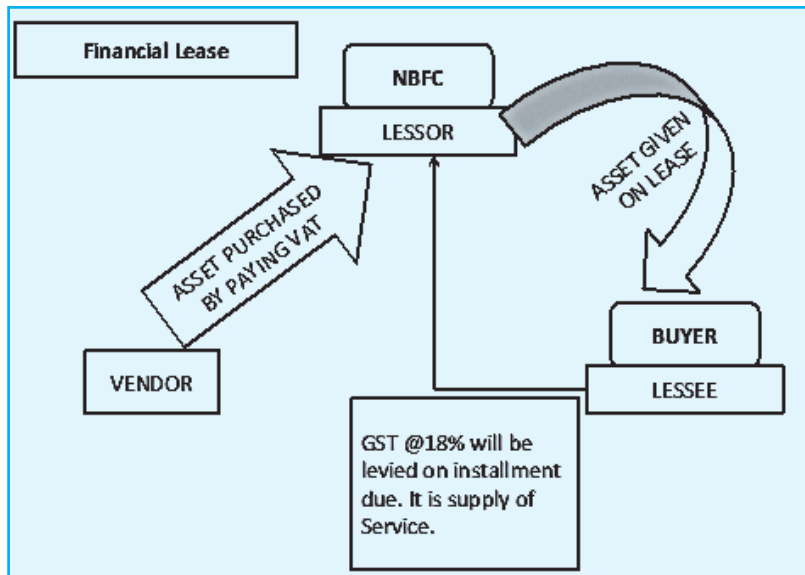 Financial Lease
NBFC
LESSOR
ASSET GIVEN
ON LEASE
ASSET PURCHASED
BY PAYING VAT
BUYER
LESSEE
VENDOR
GST @18% will be
levied on installment
due. It is supply of
Service.